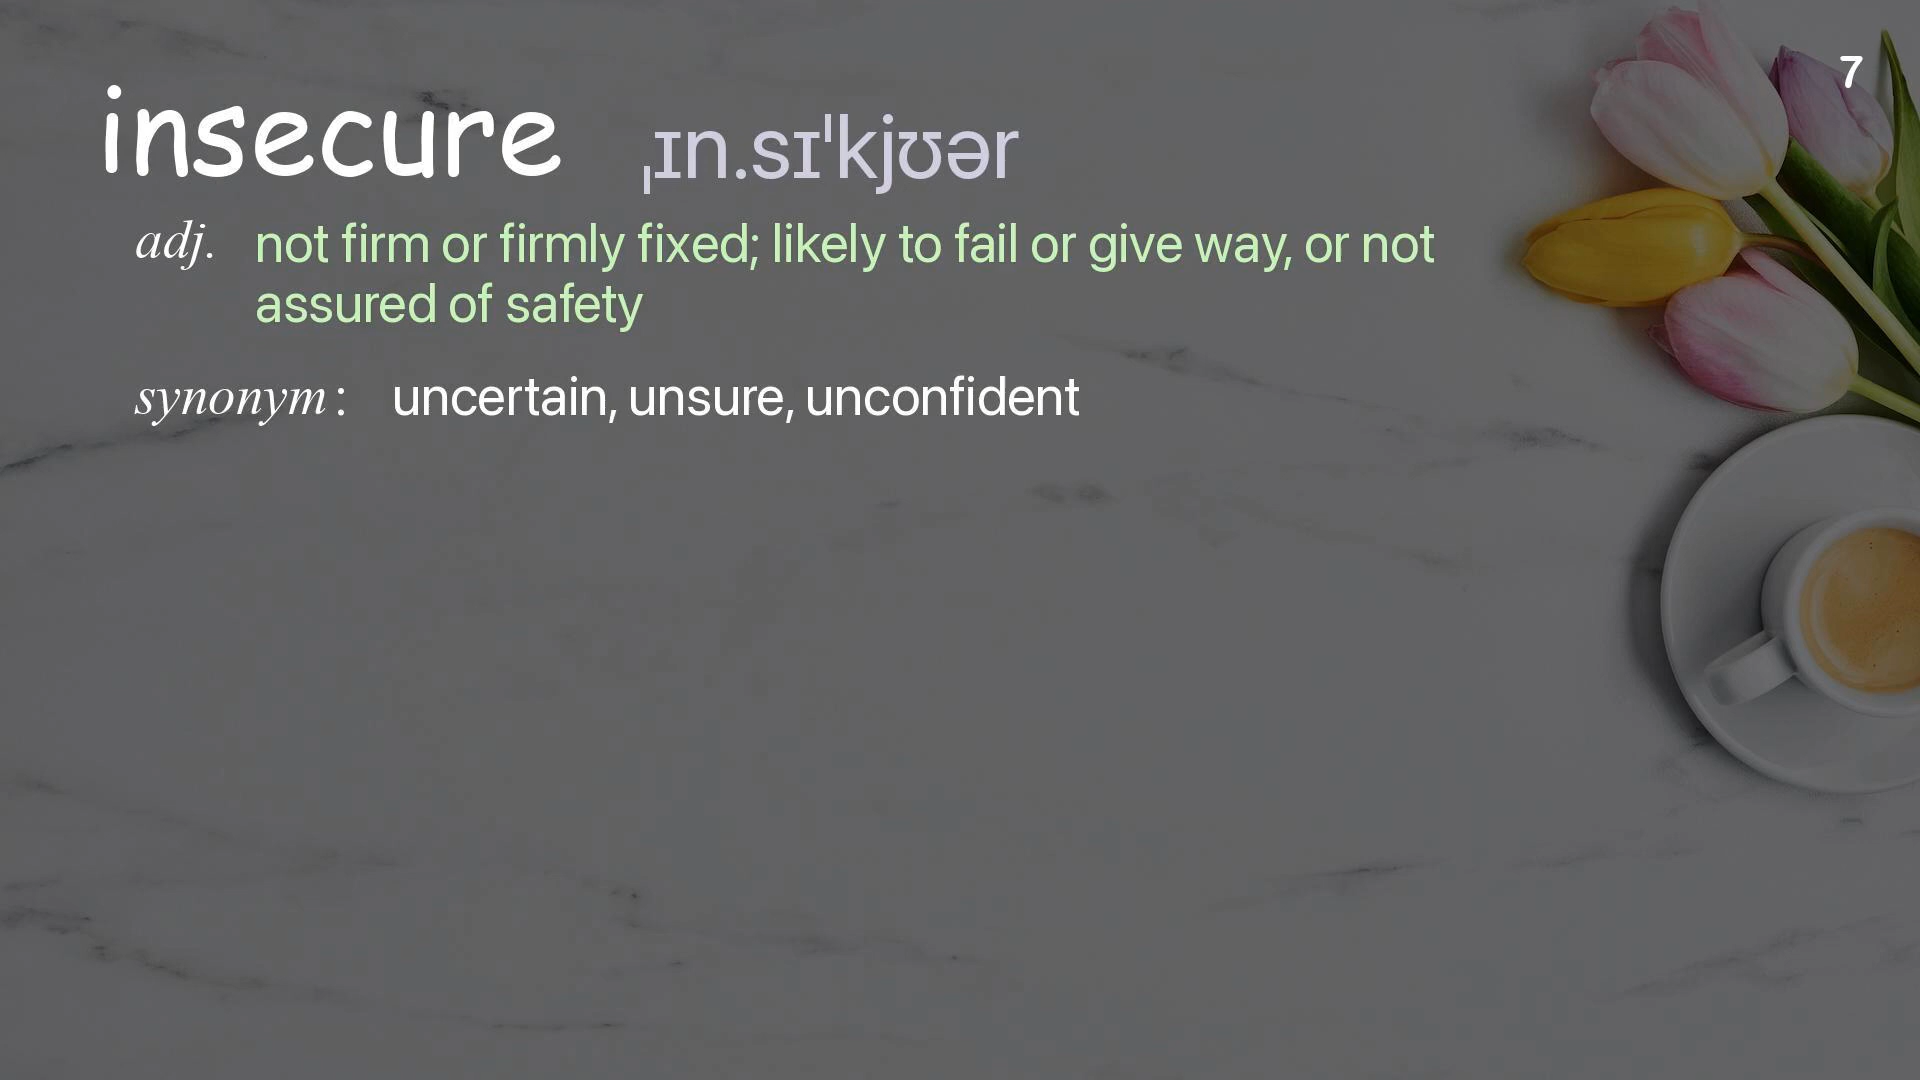 7
insecure ˌɪn.sɪˈkjʊər
adj. not firm or firmly fixed; likely to fail or give way, or not
assured of safety
synonym: uncertain, unsure, unconfident